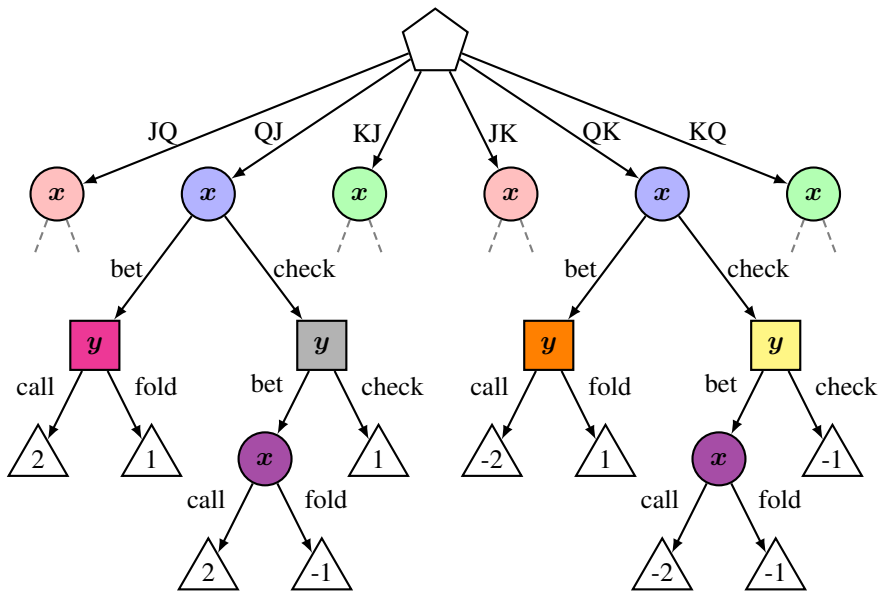 JQ QJ KJ JK QK KQ
x x x x x x
bet check bet check
y y y y
call fold bet check call fold bet check
2 1 x 1 -2 1 x -1
call fold call fold
2 -1 -2 -1